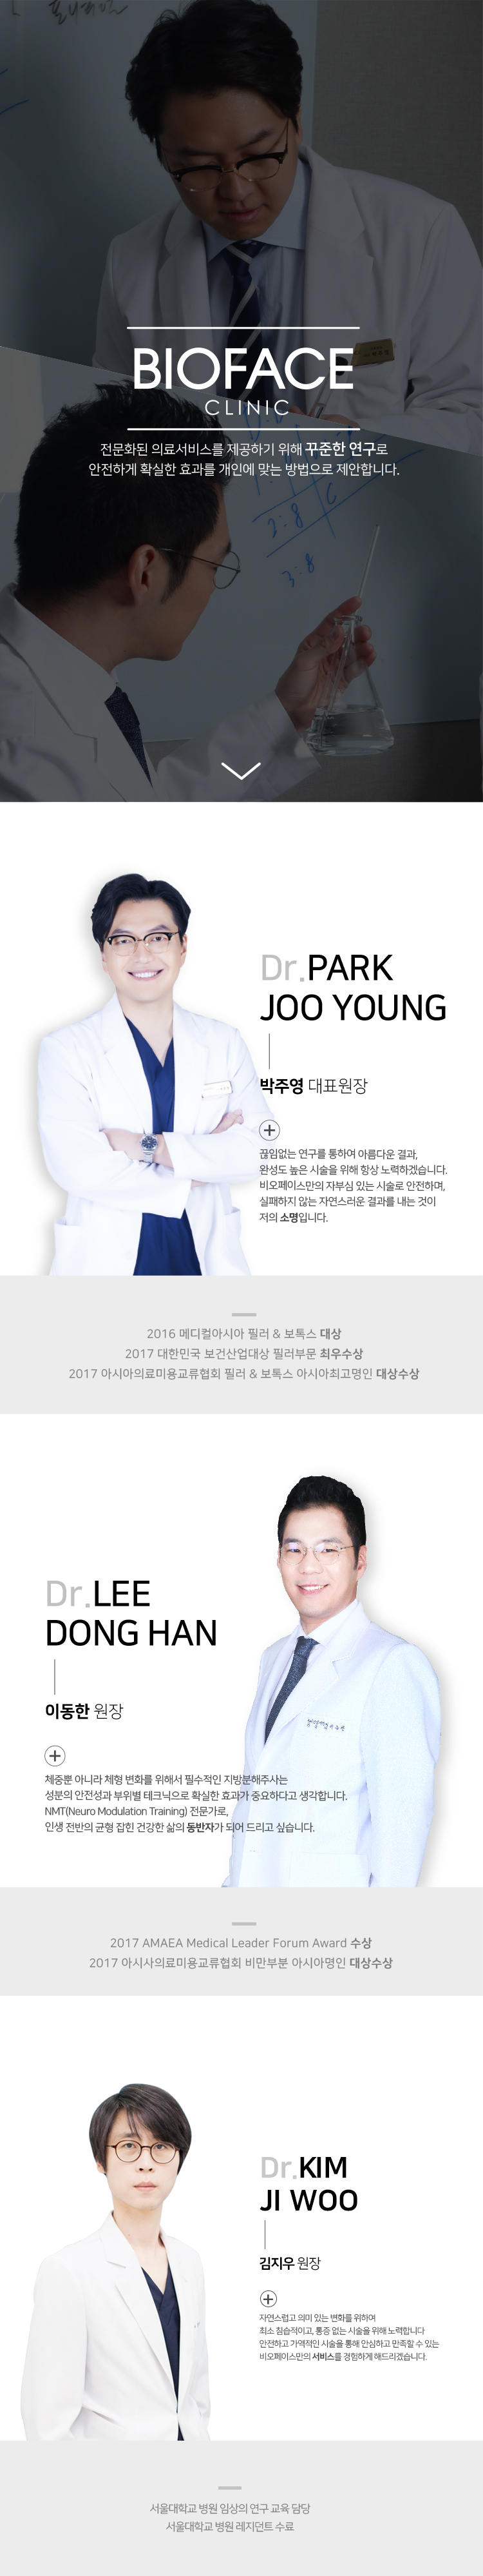 BIOFACE
CLINIC
전문화된 의료서비스를 제공하기 위해 꾸준한 연구로
안전하게 확실한 효과를 개인에 맞는 방법으로 제안합니다.
2:8
3:8
Dr.PARK
JOO YOUNG
박주영 대표원장
끊임없는 연구를 통하여 아름다운 결과,
완성도 높은 시술을 위해 항상 노력하겠습니다.
비오페이스만의 자부심 있는 시술로 안전하며,
실패하지 않는 자연스러운 결과를 내는 것이
저의 소명입니다.
2016 메디컬아시아 필러 & 보톡스 대상
2017 대한민국 보건산업대상 필러부문 최우수상
2017 아시아의료미용교류협회 필러 & 보톡스 아시아최고명인 대상수상
Dr.LEE
DONG HAN
이동한 원장
체중뿐 아니라 체형 변화를 위해서 필수적인 지방분해주사는
성분의 안전성과 부위별 테크닉으로 확실한 효과가 중요하다고 생각합니다.
NMT(Neuro Modulation Training) 전문가로,
인생 전반의 균형 잡힌 건강한 삶의 동반자가 되어 드리고 싶습니다.
2017 AMAEA Medical Leader Forum Award 수상
2017 아시사의료미용교류협회 비만부분 아시아명인 대상수상
Dr.KIM
JI WOO
김지우 원장
자연스럽고 의미 있는 변화를 위하여
최소 침습적이고, 통증 없는 시술을 위해 노력합니다
안전하고 가역적인 시술을 통해 안심하고 만족할 수 있는
비오페이스만의 서비스를 경험하게 해드리겠습니다.
서울대학교 병원 임상의 연구 교육 담당
서울대학교 병원 레지던트 수료